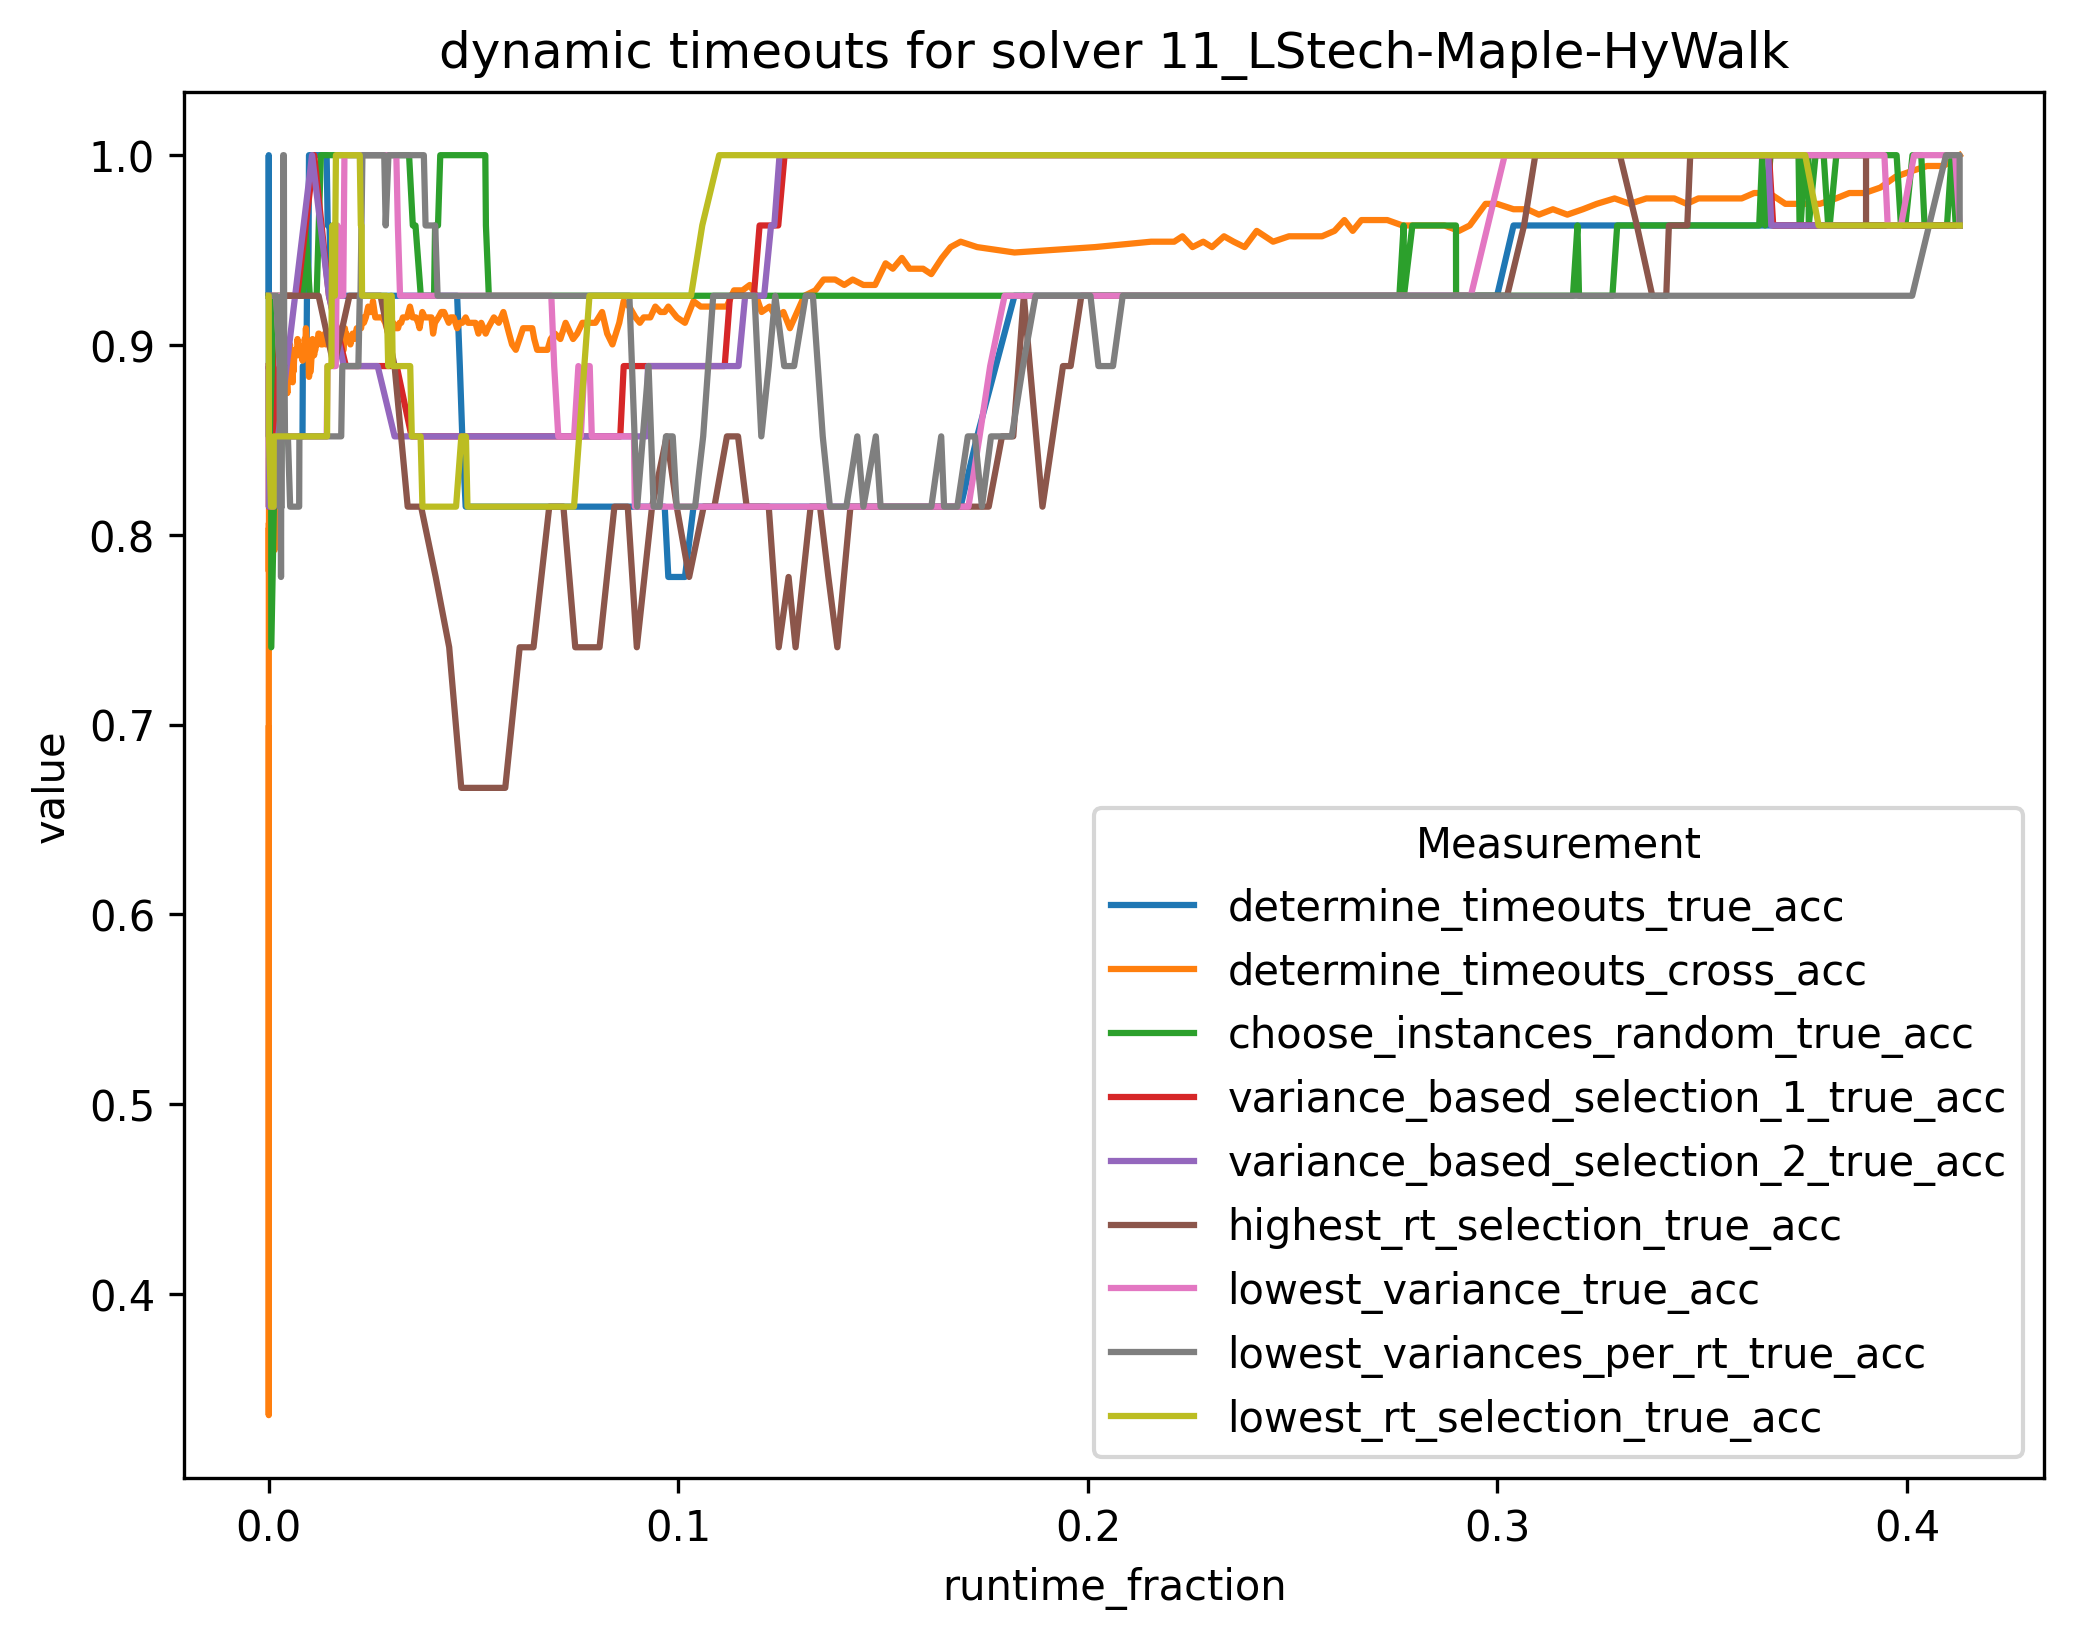 dynamic timeouts for solver 11_LStech-Maple-HyWalk
1.0
0.9
0.8
0.7
0.6
0.5
0.4
value
Measurement
determine_timeouts_true_acc
determine_timeouts_cross_acc
choose_instances_random_true_acc
variance_based_selection_1_true_acc
variance_based_selection_2_true_acc
highest_rt_selection_true_acc
lowest_variance_true_acc
lowest_variances_per_rt_true_acc
lowest_rt_selection_true_acc
0.0 0.1 0.2 0.3 0.4
runtime_fraction